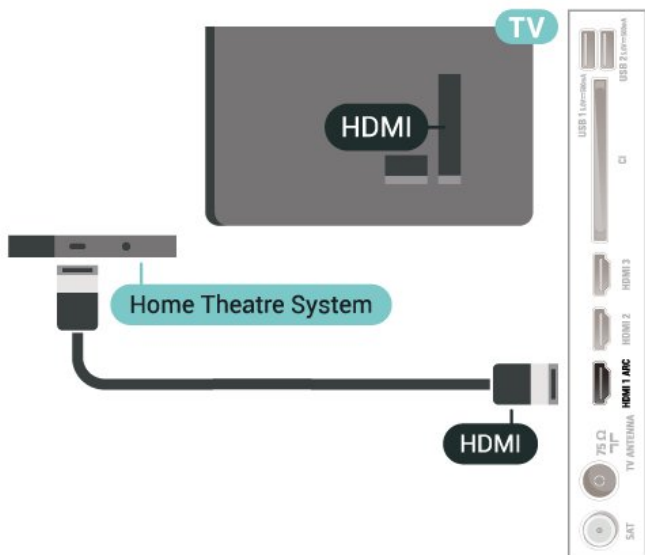 TV
HDMI
Home Theatre System
HDMI
USB 1
USB 2
CI
HDMI 3
HDMI 2
HDMI 1 ARC
75 Ω
TV ANTENNA
SAT